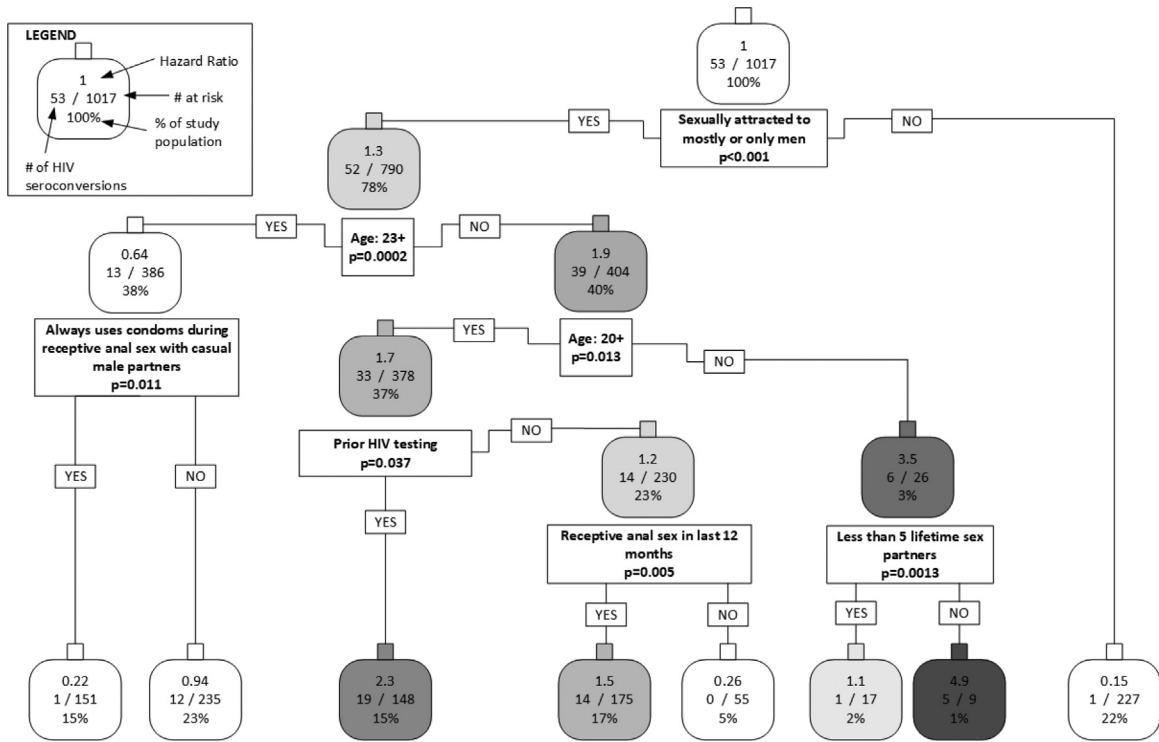 LEGEND
1
53 / 1017
100%
Hazard Ratio
# at risk
% of study
population
# of HIV
seroconversions
1
53 / 1017
100%
Sexually attracted to
mostly or only men
p<0.001
YES
NO
1.3
52 / 790
78%
Age: 23+
p=0.0002
YES
NO
0.64
13 / 386
38%
1.9
39 / 404
40%
Always uses condoms during
receptive anal sex with casual
male partners
p=0.011
Age: 20+
p=0.013
YES
NO
1.7
33 / 378
37%
Prior HIV testing
p=0.037
NO
YES
1.2
14 / 230
23%
3.5
6 / 26
3%
Receptive anal sex in last 12
months
p=0.005
Less than 5 lifetime sex
partners
p=0.0013
YES
NO
YES
NO
YES
NO
0.22
1 / 151
15%
0.94
12 / 235
23%
2.3
19 / 148
15%
1.5
14 / 175
17%
0.26
0 / 55
5%
1.1
1 / 17
2%
4.9
5 / 9
1%
0.15
1 / 227
22%